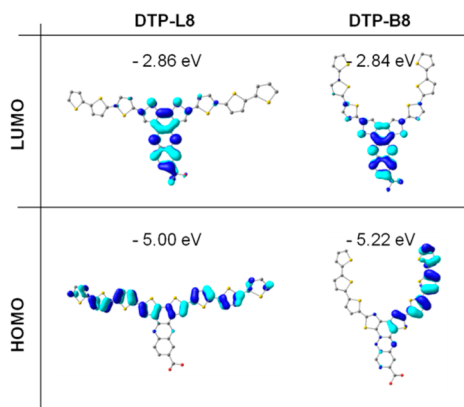 DTP-L8 DTP-B8
LUMO
- 2.86 eV - 2.84 eV
HOMO
- 5.00 eV - 5.22 eV